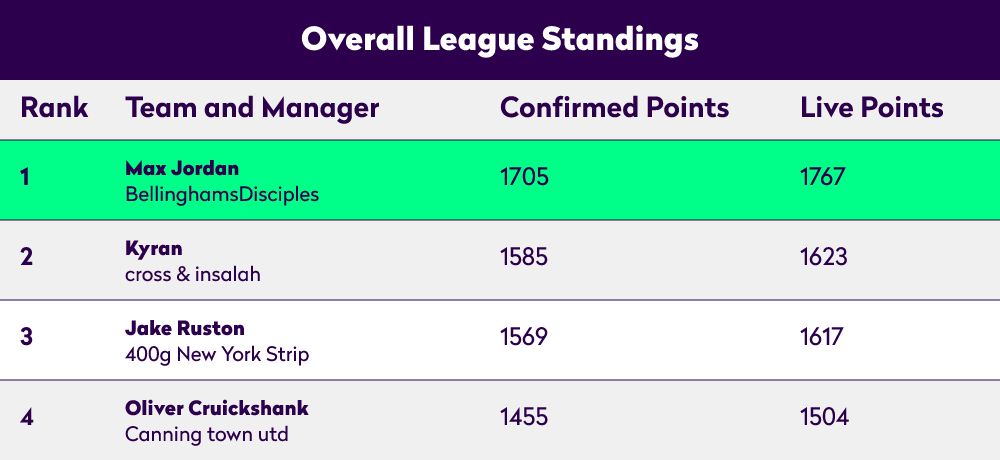 Overall League Standings
Rank Team and Manager Confirmed Points Live Points
1 Max Jordan 1705 1767
BellinghamsDisciples
2 Kyran 1585 1623
cross & insalah
3 Jake Ruston 1569 1617
400g New York Strip
4 Oliver Cruickshank 1455 1504
Canning town utd